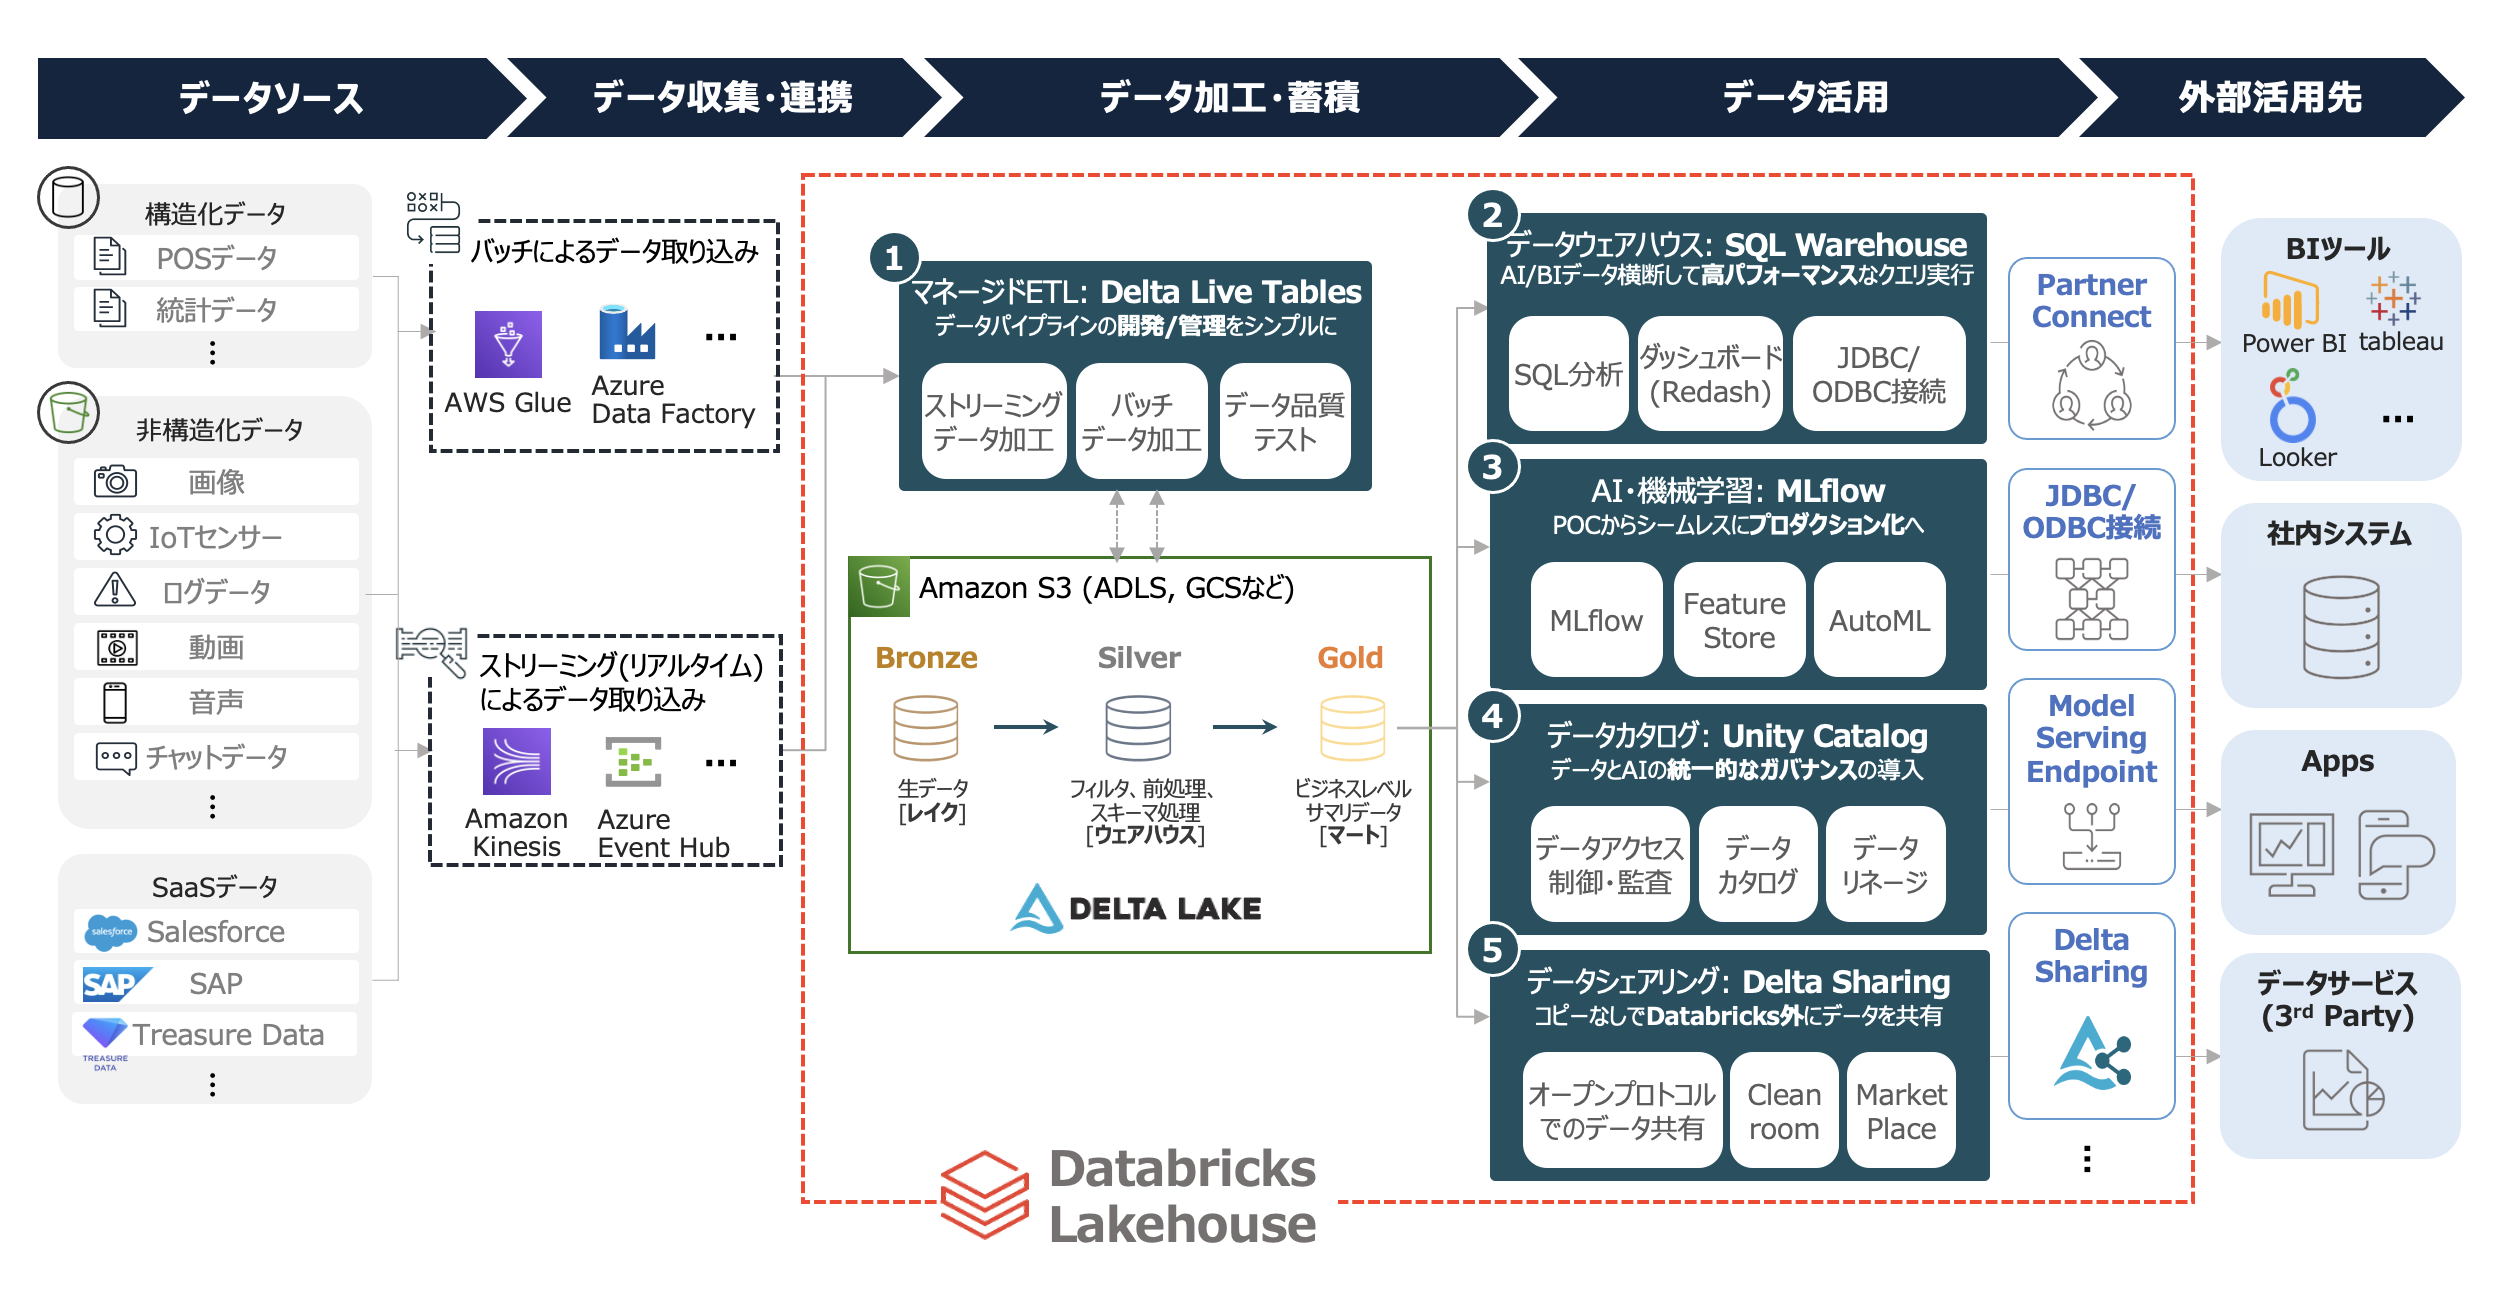 データソース
データ収集・連携
データ加工・蓄積
データ活用
外部活用先
構造化データ
POSデータ
統計データ
⋮
非構造化データ
画像
IoTセンサー
ログデータ
動画
音声
チャットデータ
⋮
SaaSデータ
salesforce
Salesforce
SAP
SAP
Treasure Data
TREASURE
DATA
⋮
バッチによるデータ取り込み
AWS Glue
Azure
Data Factory
…
ストリーミング(リアルタイム)
によるデータ取り込み
Amazon
Kinesis
Azure
Event Hub
…
1
マネージドETL: Delta Live Tables
データパイプラインの開発/管理をシンプルに
ストリーミング
データ加工
バッチ
データ加工
データ品質
テスト
Amazon S3 (ADLS, GCSなど)
Bronze
Silver
Gold
生データ
[レイク]
フィルタ、前処理、
スキーマ処理
[ウェアハウス]
ビジネスレベル
サマリデータ
[マート]
DELTA LAKE
Databricks
Lakehouse
2
データウェアハウス: SQL Warehouse
AI/BIデータ横断して高パフォーマンスなクエリ実行
SQL分析
ダッシュボード
(Redash)
JDBC/
ODBC接続
3
AI・機械学習: MLflow
POCからシームレスにプロダクション化へ
MLflow
Feature
Store
AutoML
4
データカタログ: Unity Catalog
データとAIの統一的なガバナンスの導入
データアクセス
制御・監査
データ
カタログ
データ
リネージ
5
データシェアリング: Delta Sharing
コピーなしでDatabricks外にデータを共有
オープンプロトコル
でのデータ共有
Clean
room
Market
Place
Partner
Connect
JDBC/
ODBC接続
Model
Serving
Endpoint
Delta
Sharing
⋮
BIツール
Power BI
tableau
Looker
…
社内システム
Apps
データサービス
(3rd Party)